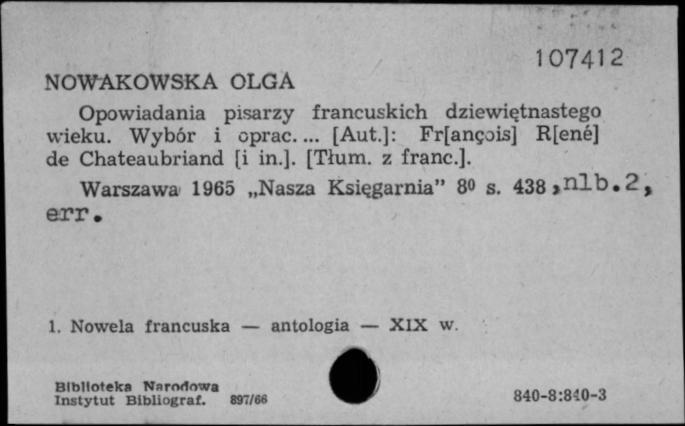 107412
NOWAKOWSKA OLGA
Opowiadania pisarzy francuskich dziewiętnastego
wieku. Wybór i oprac. ... [Aut.]: Fr[ançois] R[ené]
de Chateaubriand [i in.]. [Tłum. z franc.].
Warszawa 1965 „Nasza Księgarnia” 8⁰ s. 438, nlb. 2,
err.
1. Nowela francuska — antologia — XIX w.
Biblioteka Narodowa
Instytut Bibliograf. 897/66
840-8:840-3